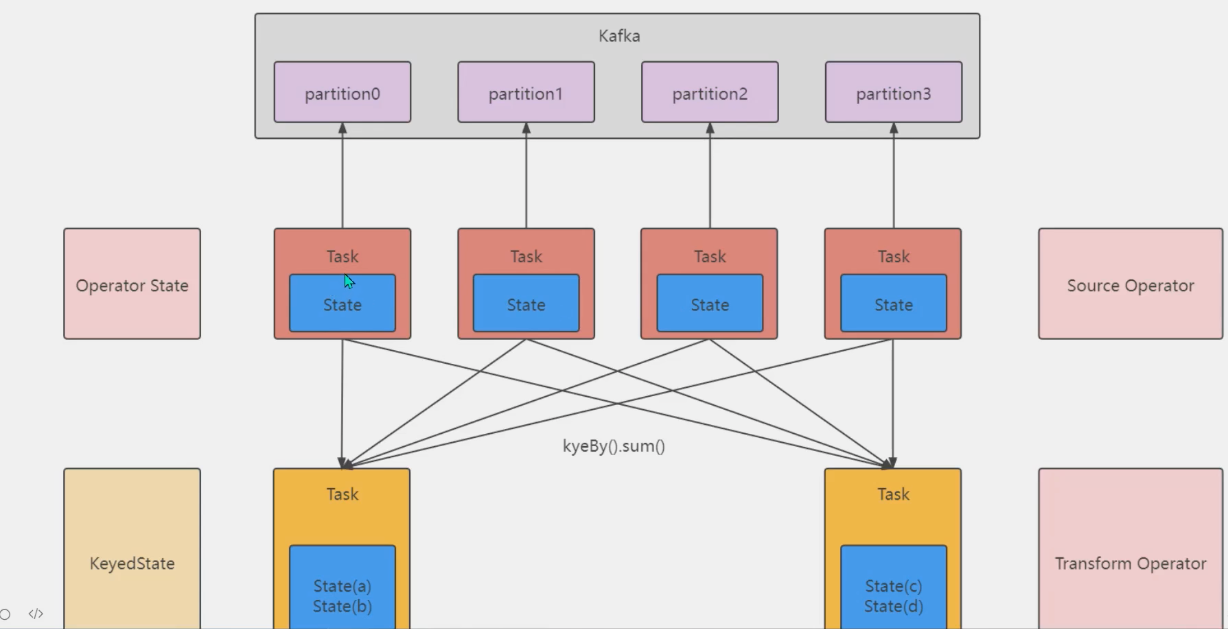 Kafka
partition0
partition1
partition2
partition3
Operator State
Task
State
Task
State
Task
State
Task
State
Source Operator
kyeBy().sum()
KeyedState
Task
State(a)
State(b)
Task
State(c)
State(d)
Transform Operator